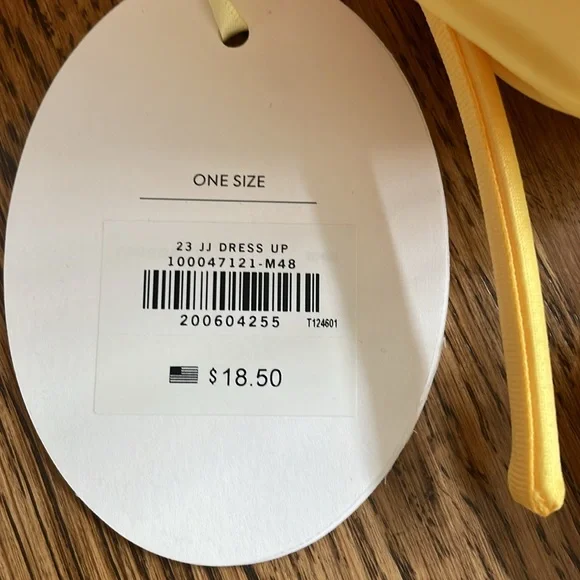 ONE SIZE
23 JJ DRESS UP
100047121-M48
200604255 T124601
$18.50